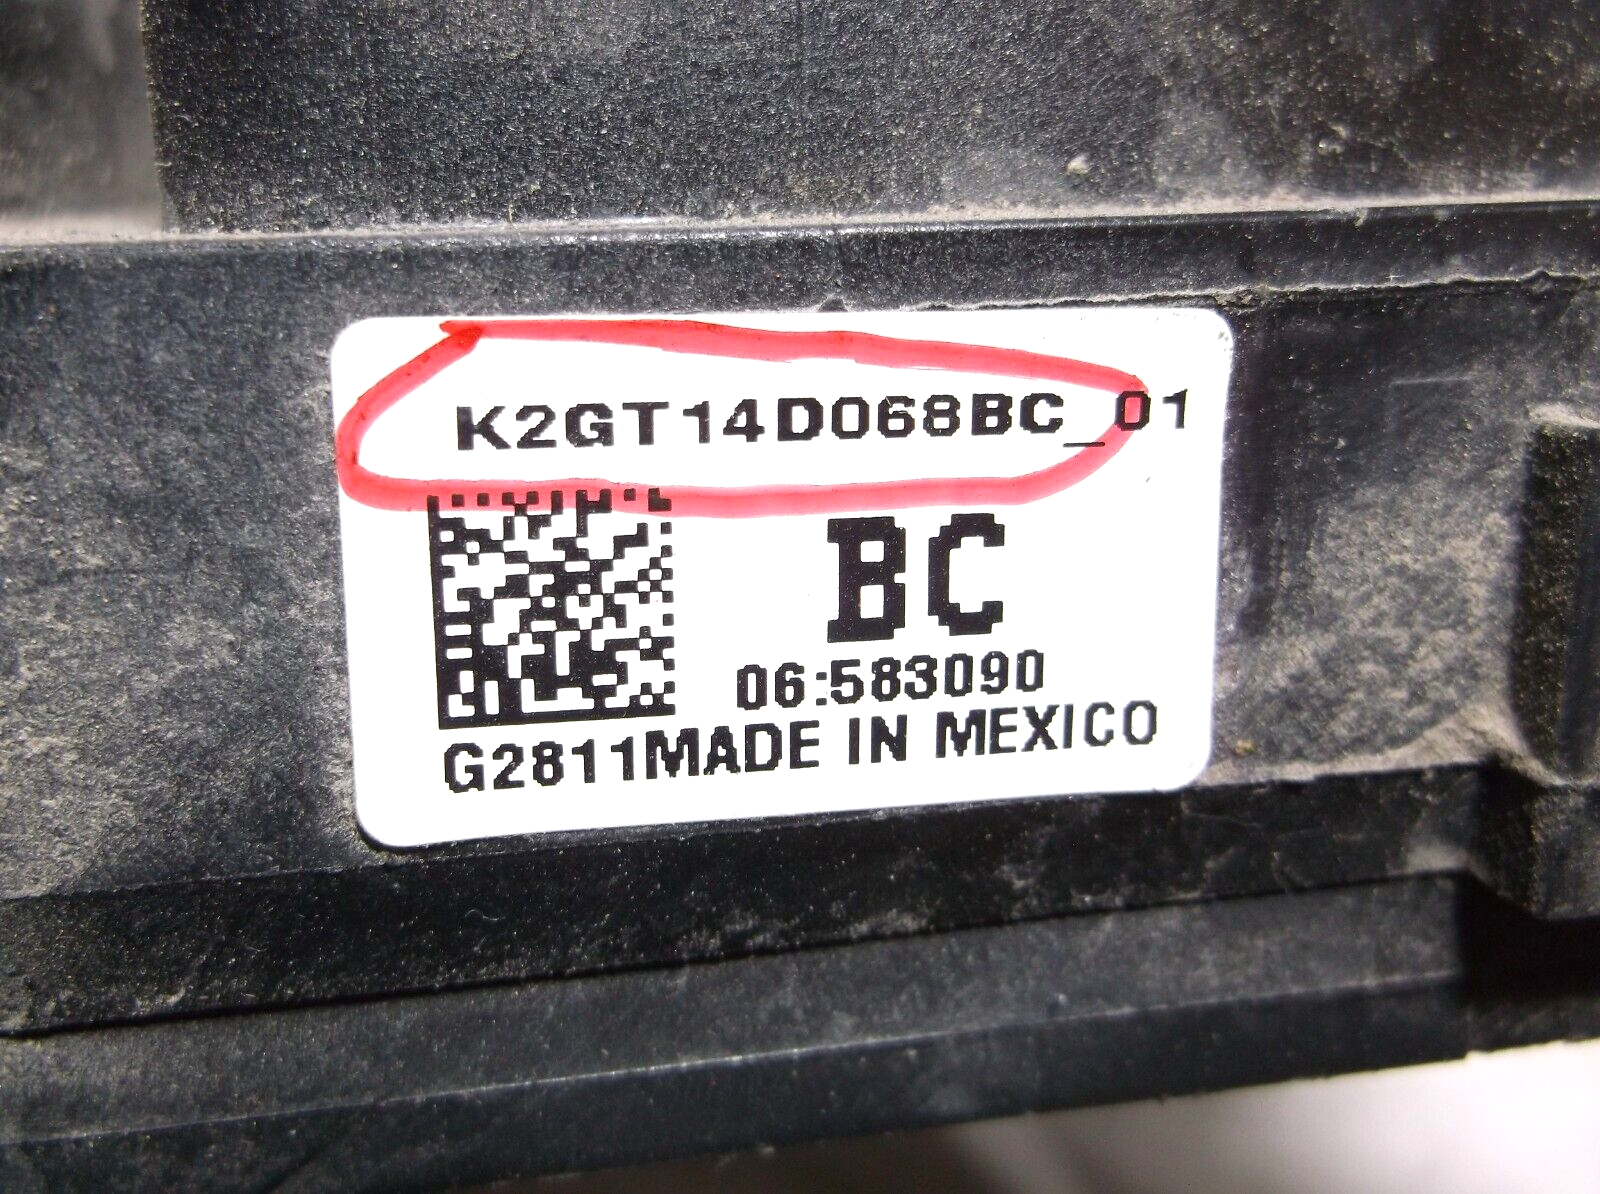 K2GT14D068BC_01
BC
06:583090
G2811MADE IN MEXICO